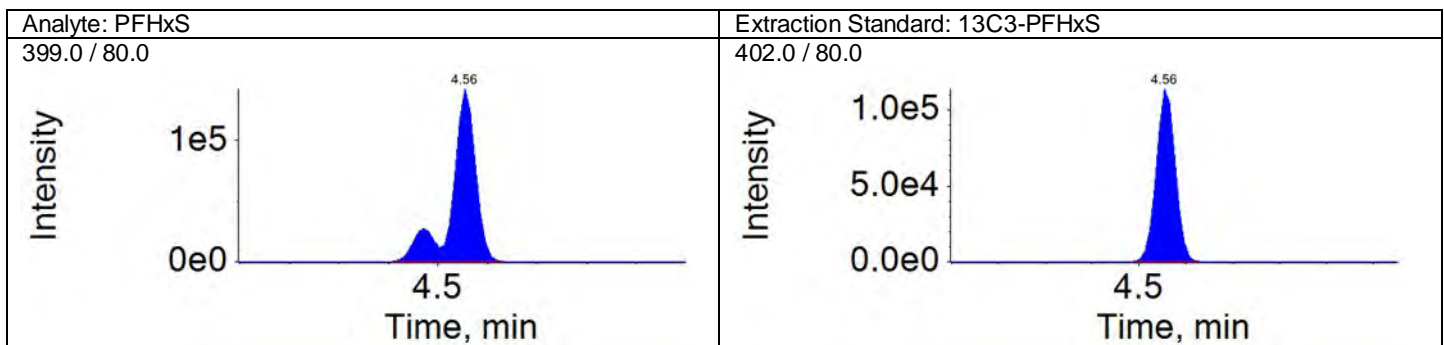 Analyte: PFHxS
399.0 / 80.0
4.56
Intensity
1e5
0e0
4.5
Time, min
Extraction Standard: 13C3-PFHxS
402.0 / 80.0
4.56
Intensity
1.0e5
5.0e4
0.0e0
4.5
Time, min